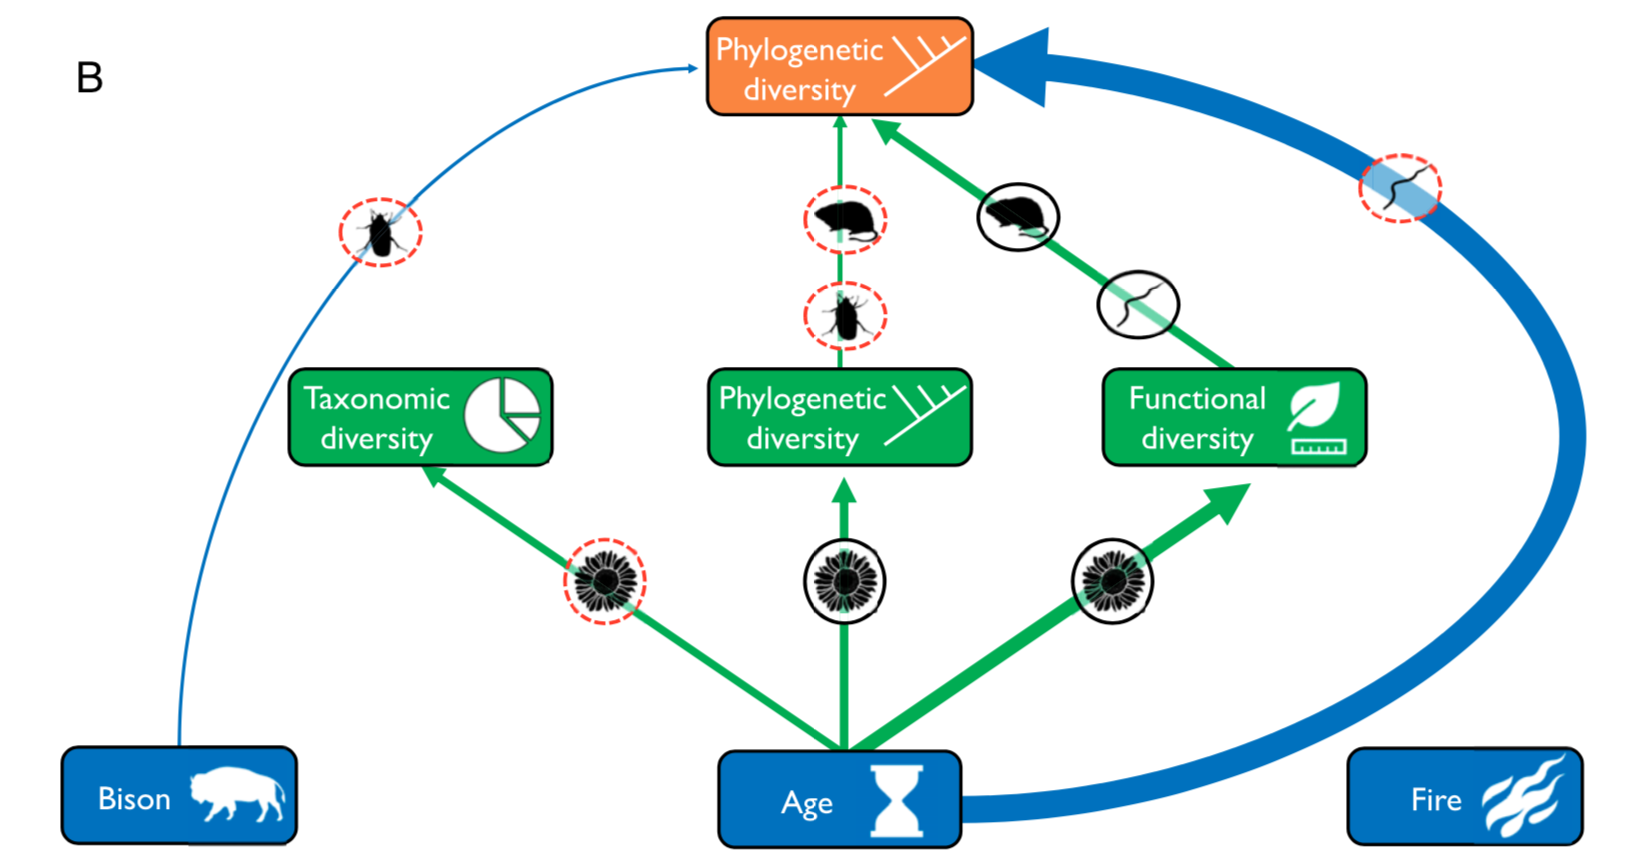 B
Phylogenetic
diversity
Taxonomic
diversity
Phylogenetic
diversity
Functional
diversity
Bison
Age
Fire